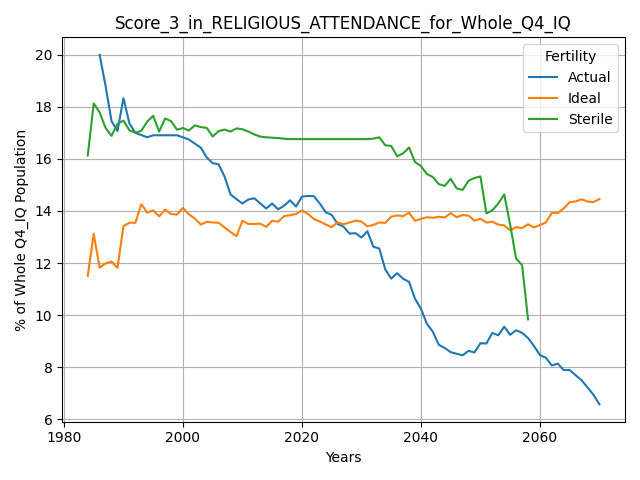 Score_3_in_RELIGIOUS_ATTENDANCE_for_Whole_Q4_IQ
% of Whole Q4_IQ Population
20
18
16
14
12
10
8
6
Fertility
Actual
Ideal
Sterile
1980
2000
2020
2040
2060
Years